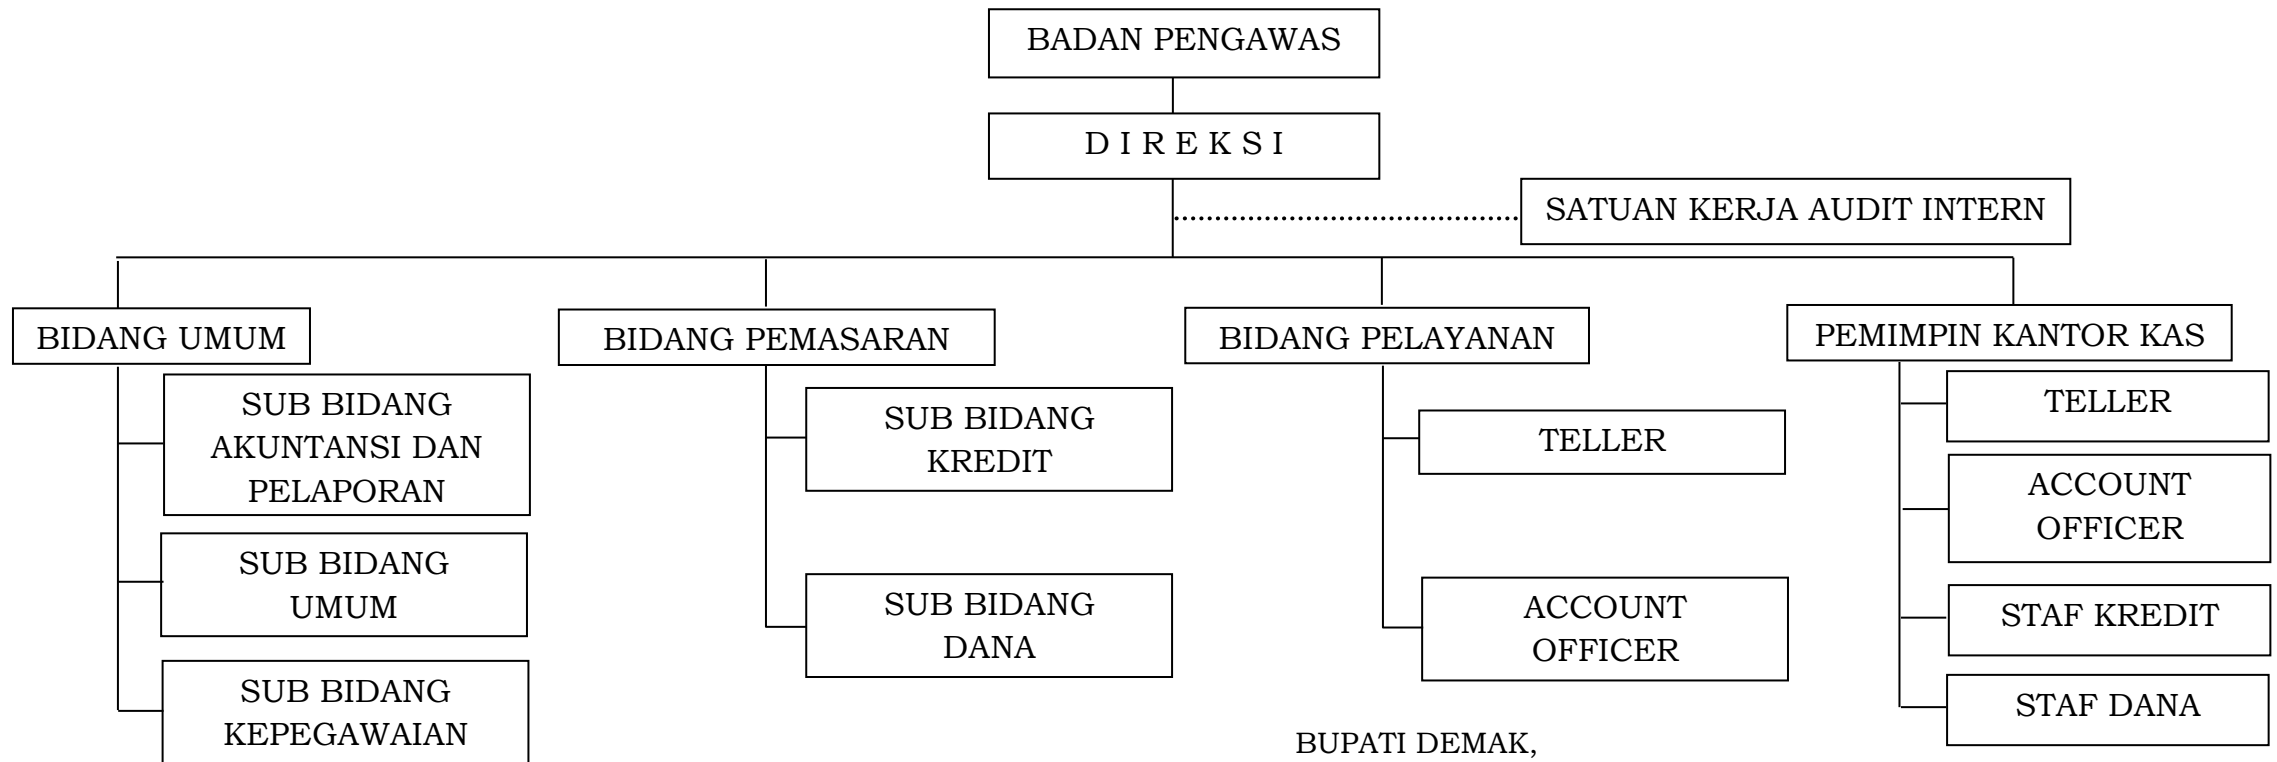 BADAN PENGAWAS
D I R E K S I
SATUAN KERJA AUDIT INTERN
BIDANG UMUM
SUB BIDANG
AKUNTANSI DAN
PELAPORAN
SUB BIDANG
UMUM
SUB BIDANG
KEPEGAWAIAN
BIDANG PEMASARAN
SUB BIDANG
KREDIT
SUB BIDANG
DANA
BIDANG PELAYANAN
TELLER
ACCOUNT
OFFICER
PEMIMPIN KANTOR KAS
TELLER
ACCOUNT
OFFICER
STAF KREDIT
STAF DANA
BUPATI DEMAK,